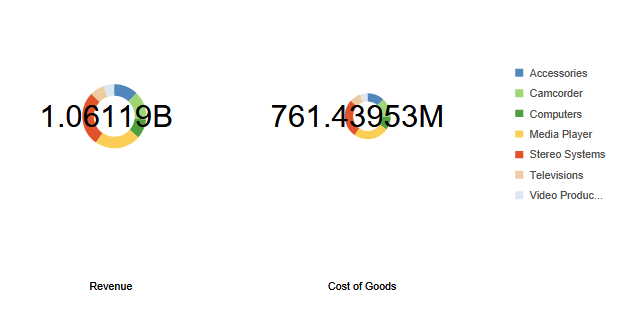 1.06119B
761.43953M
Accessories
Camcorder
Computers
Media Player
Stereo Systems
Televisions
Video Produc...
Revenue
Cost of Goods